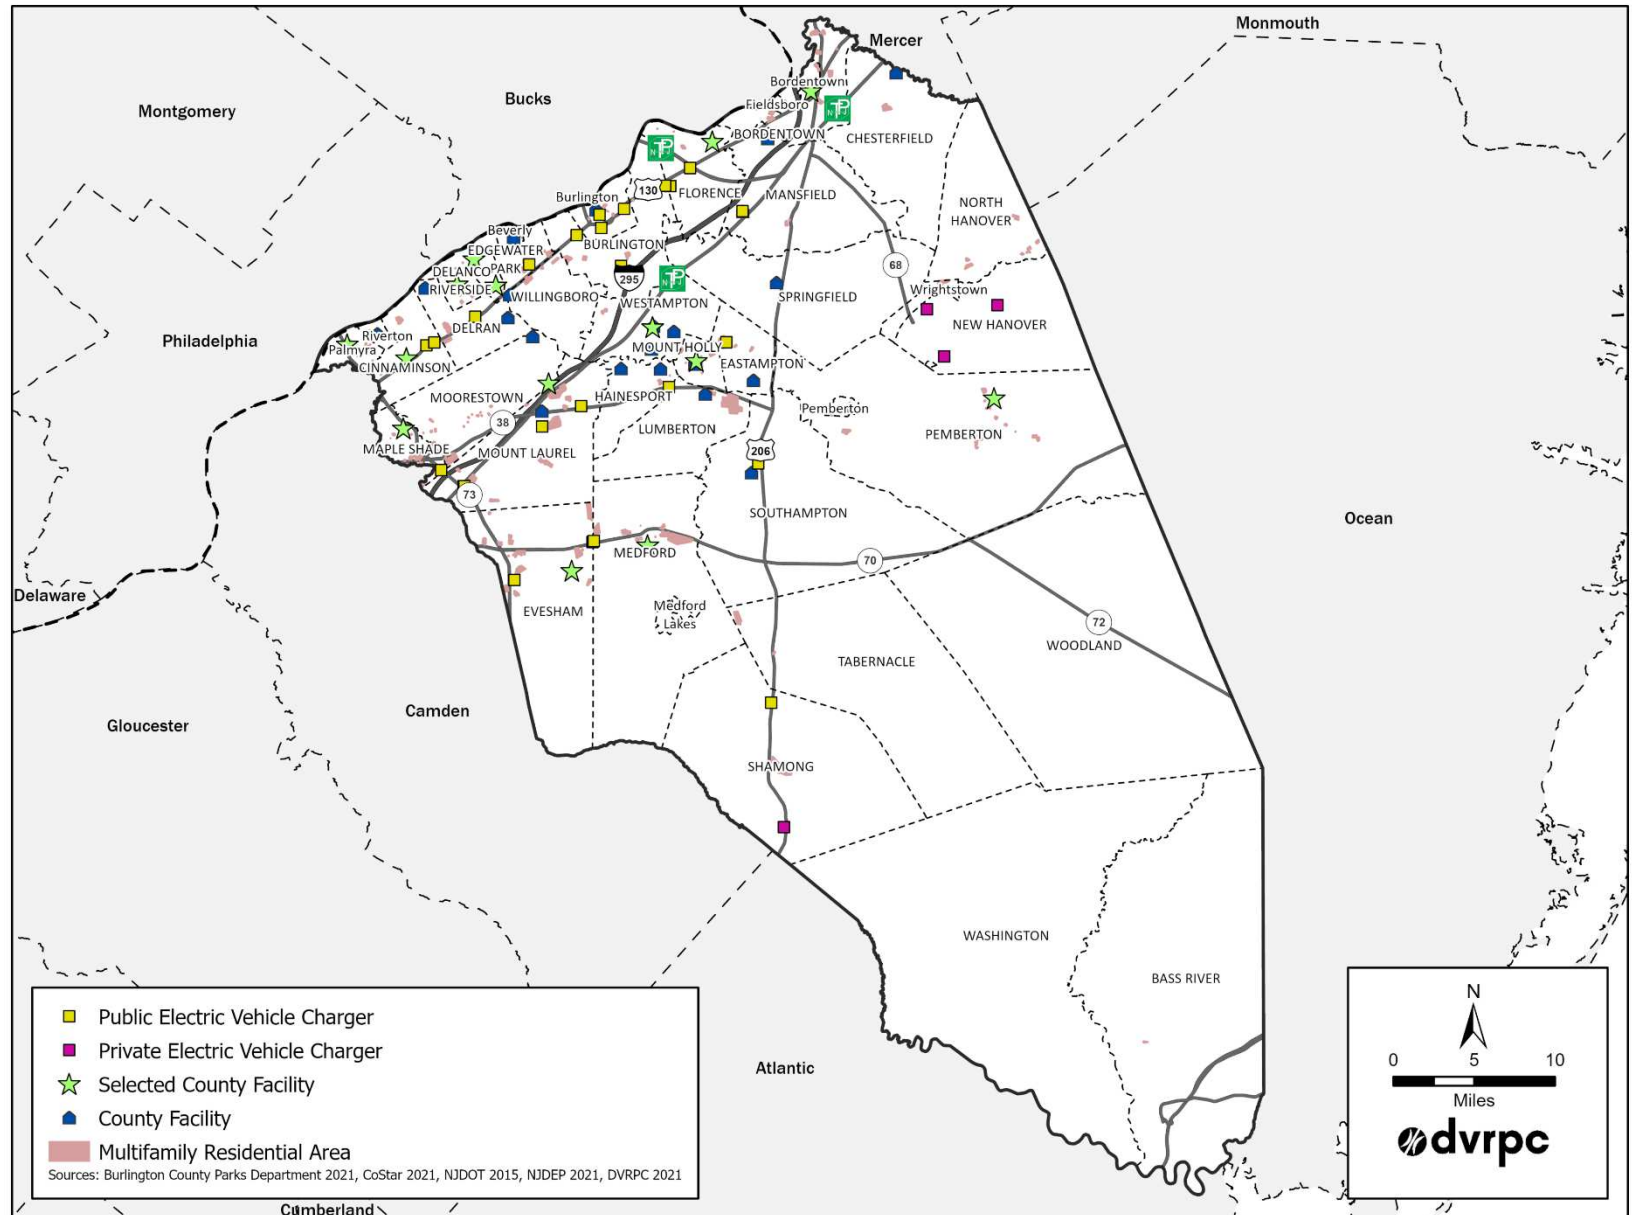 Monmouth
Mercer
Bucks
Montgomery
Bordentown
Fieldsboro
BORDENTOWN
CHESTERFIELD
130
FLORENCE
MANSFIELD
NORTH
HANOVER
Burlington
Beverly
EDGEWATER
PARK
BURLINGTON
DELANCO
RIVERSIDE
WILLINGBORO
295
WESTAMPTON
68
Wrightstown
SPRINGFIELD
NEW HANOVER
DELRAN
Riverton
Palmyra
CINNAMINSON
Philadelphia
MOUNT HOLLY
EASTAMPTON
MOORESTOWN
HAINESPORT
Pemberton
38
LUMBERTON
PEMBERTON
MAPLE SHADE
MOUNT LAUREL
206
73
SOUTHAMPTON
Ocean
MEDFORD
70
Delaware
EVESHAM
Medford
Lakes
72
WOODLAND
TABERNACLE
Camden
Gloucester
SHAMONG
WASHINGTON
BASS RIVER
Atlantic
Cumberland
Public Electric Vehicle Charger
Private Electric Vehicle Charger
Selected County Facility
County Facility
Multifamily Residential Area
Sources: Burlington County Parks Department 2021, CoStar 2021, NJDOT 2015, NJDEP 2021, DVRPC 2021
N
0 5 10
Miles
dvrpc